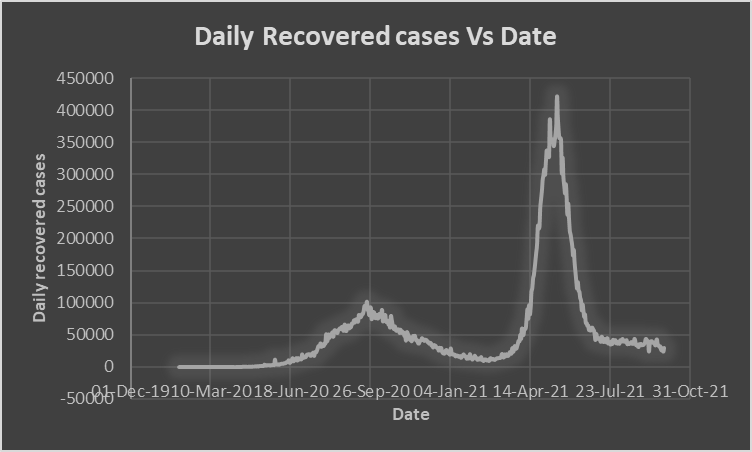 Daily Recovered cases Vs Date
450000
400000
350000
300000
250000
200000
150000
100000
50000
0
-50000
Daily recovered cases
01-Dec-19 10-Mar-20 18-Jun-20 26-Sep-20 04-Jan-21 14-Apr-21 23-Jul-21 31-Oct-21
Date